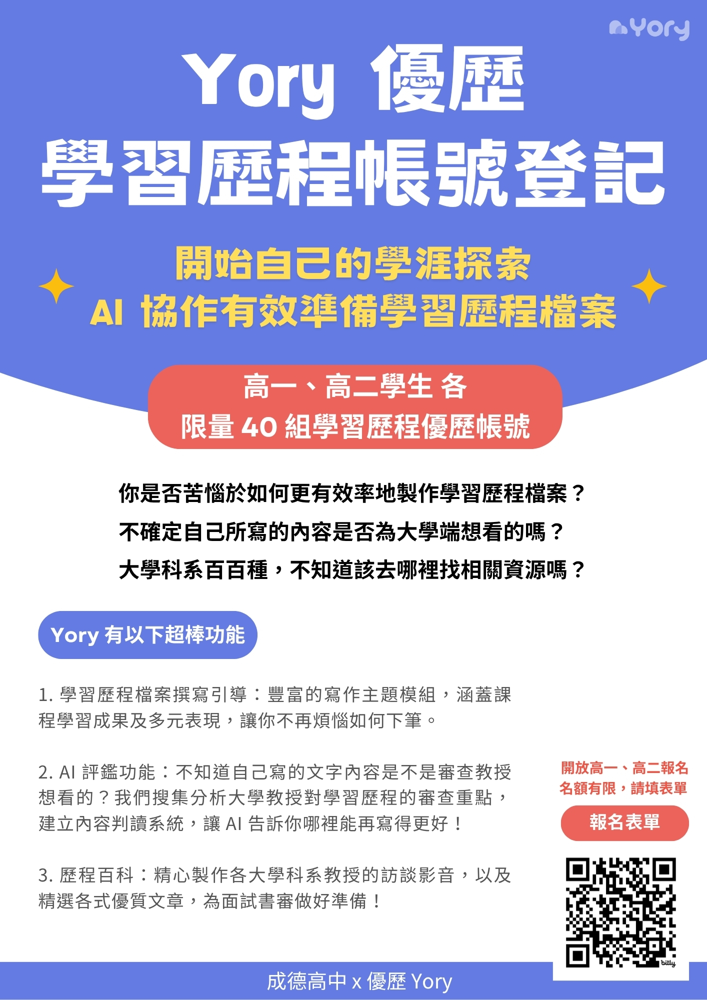 Yory
Yory 優歷
學習歷程帳號登記
開始自己的學涯探索
AI 協作有效準備學習歷程檔案
高一、高二學生 各
限量 40 組學習歷程優歷帳號
你是否苦惱於如何更有效率地製作學習歷程檔案？
不確定自己所寫的內容是否為大學端想看的嗎？
大學科系百百種，不知道該去哪裡找相關資源嗎？
Yory 有以下超棒功能
1. 學習歷程檔案撰寫引導：豐富的寫作主題模組，涵蓋課
程學習成果及多元表現，讓你不再煩惱如何下筆。
2. AI 評鑑功能：不知道自己寫的文字內容是不是審查教授
想看的？我們搜集分析大學教授對學習歷程的審查重點，
建立內容判讀系統，讓 AI 告訴你哪裡能再寫得更好！
3. 歷程百科：精心製作各大學科系教授的訪談影音，以及
精選各式優質文章，為面試書審做好準備！
開放高一、高二報名
名額有限，請填表單
報名表單
bitly
成德高中 x 優歷 Yory